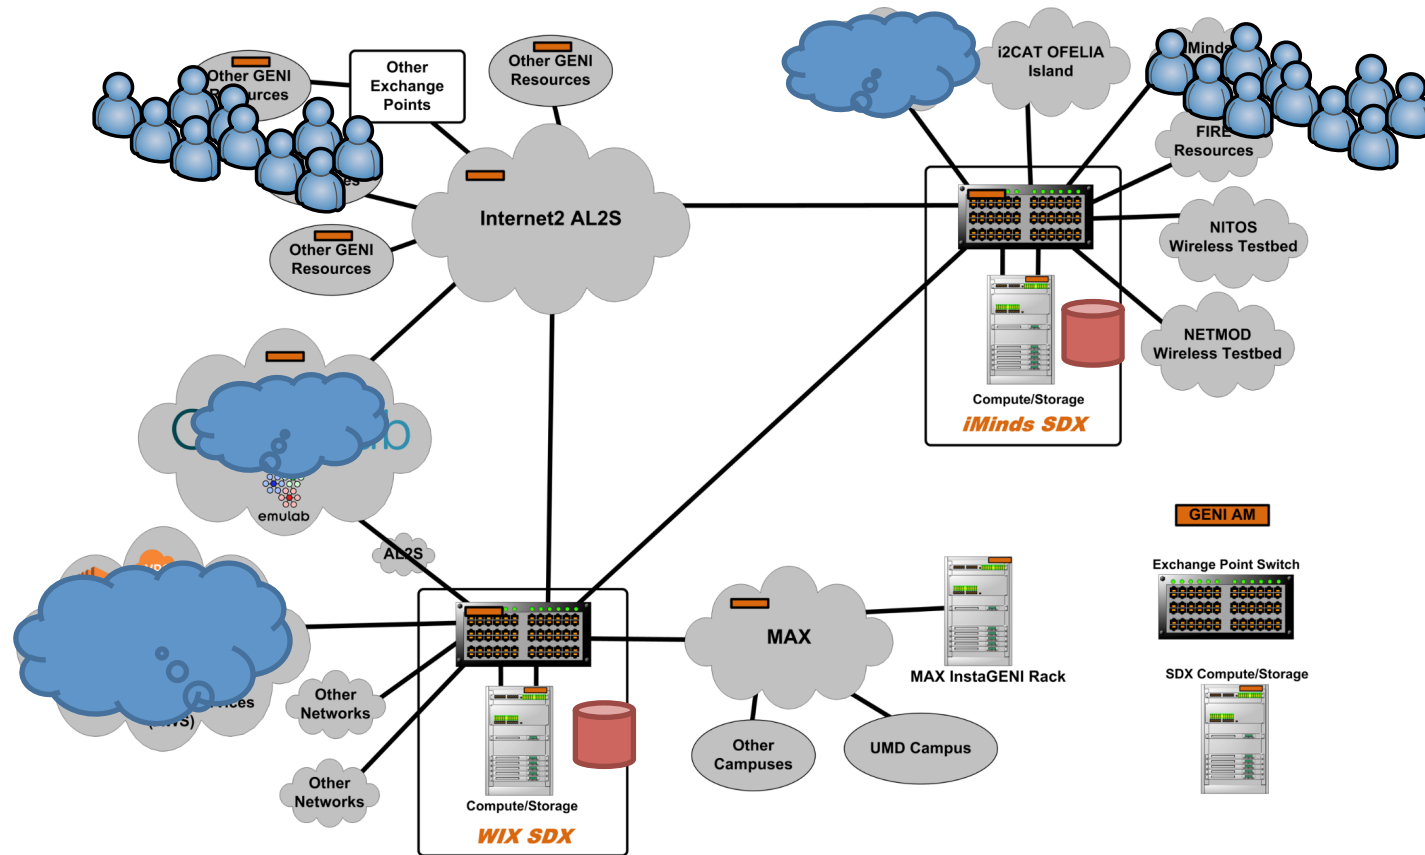 Other GENI
Resources
Other
Exchange
Points
Other GENI
Resources
Other GENI
Resources
Internet2 AL2S
i2CAT OFELIA
Island
iMinds
FIRE
Resources
NITOS
Wireless Testbed
NETMOD
Wireless Testbed
Compute/Storage
iMinds SDX
emulab
AL2S
Other
Networks
Other
Networks
Compute/Storage
WIX SDX
MAX
MAX InstaGENI Rack
Other
Campuses
UMD Campus
GENI AM
Exchange Point Switch
SDX Compute/Storage